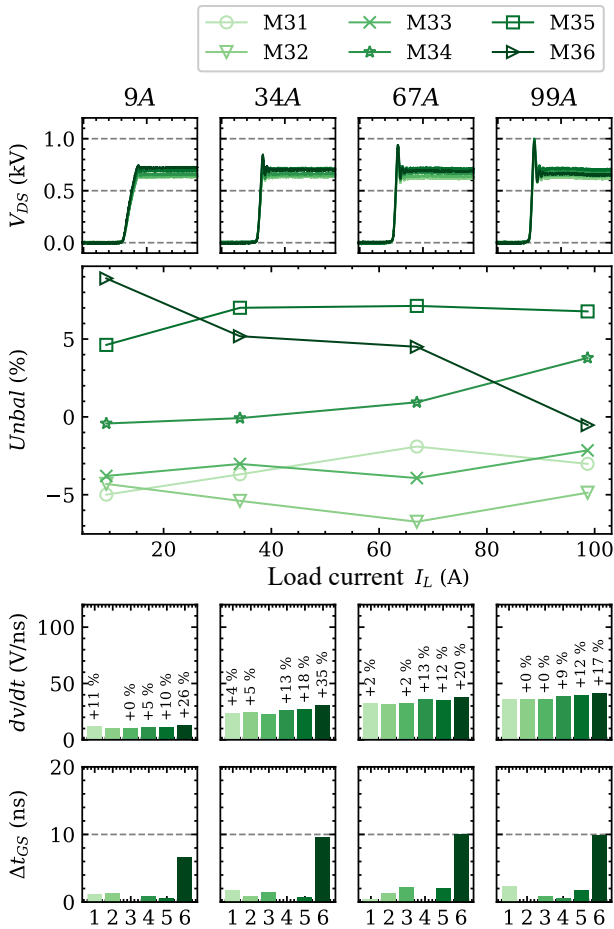 M31 M33 M35
M32 M34 M36
9A 34A 67A 99A
V_DS (kV)
1.0
0.5
0.0
Unbal (%)
5
0
−5
20 40 60 80 100
Load current I_L (A)
dv/dt (V/ns)
100
50
0
+11 % +0 % +5 % +10 % +26 %
+4 % +5 % +13 % +18 % +35 %
+2 % +2 % +13 % +12 % +20 %
+0 % +0 % +9 % +12 % +17 %
Δt_GS (ns)
20
10
0
1 2 3 4 5 6 1 2 3 4 5 6 1 2 3 4 5 6 1 2 3 4 5 6